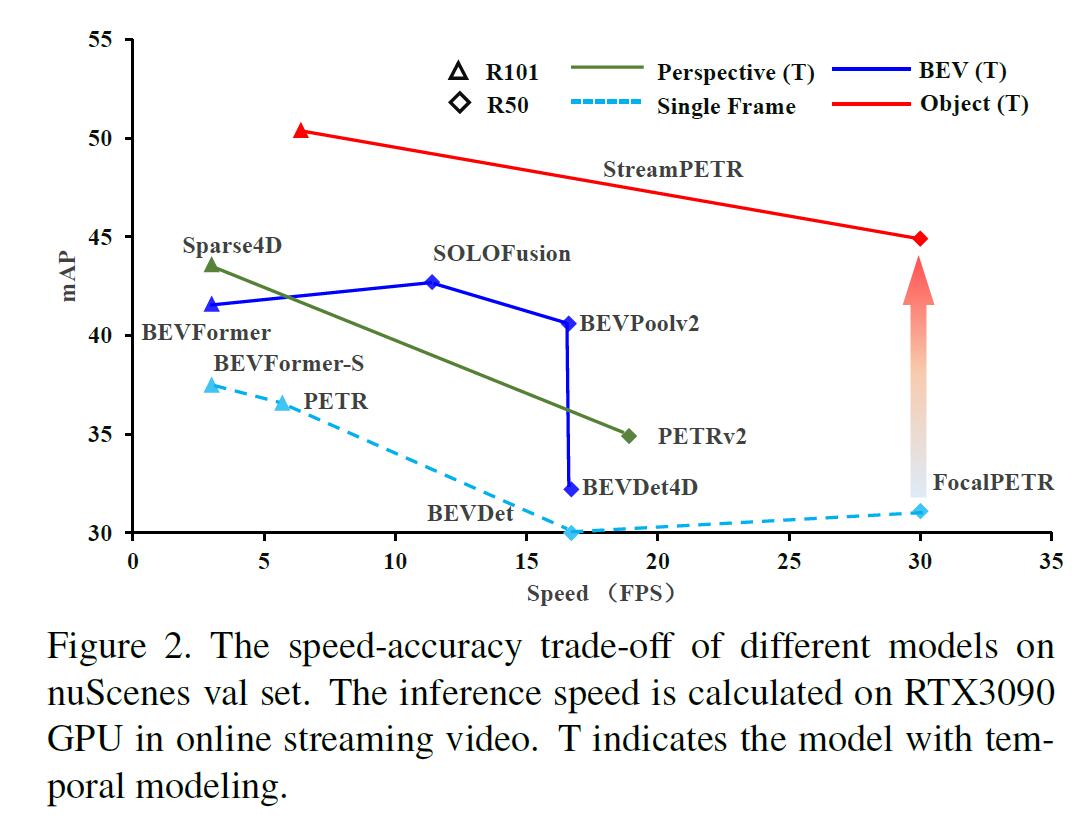 55
R101
Perspective (T)
BEV (T)
R50
Single Frame
Object (T)
50
StreamPETR
Sparse4D
SOLOFusion
45
mAP
BEVFormer
BEVPoolv2
40
BEVFormer-S
PETR
35
PETRv2
BEVDet4D
FocalPETR
BEVDet
30
0 5 10 15 20 25 30 35
Speed （FPS）
Figure 2. The speed-accuracy trade-off of different models on
nuScenes val set. The inference speed is calculated on RTX3090
GPU in online streaming video. T indicates the model with tem-
poral modeling.